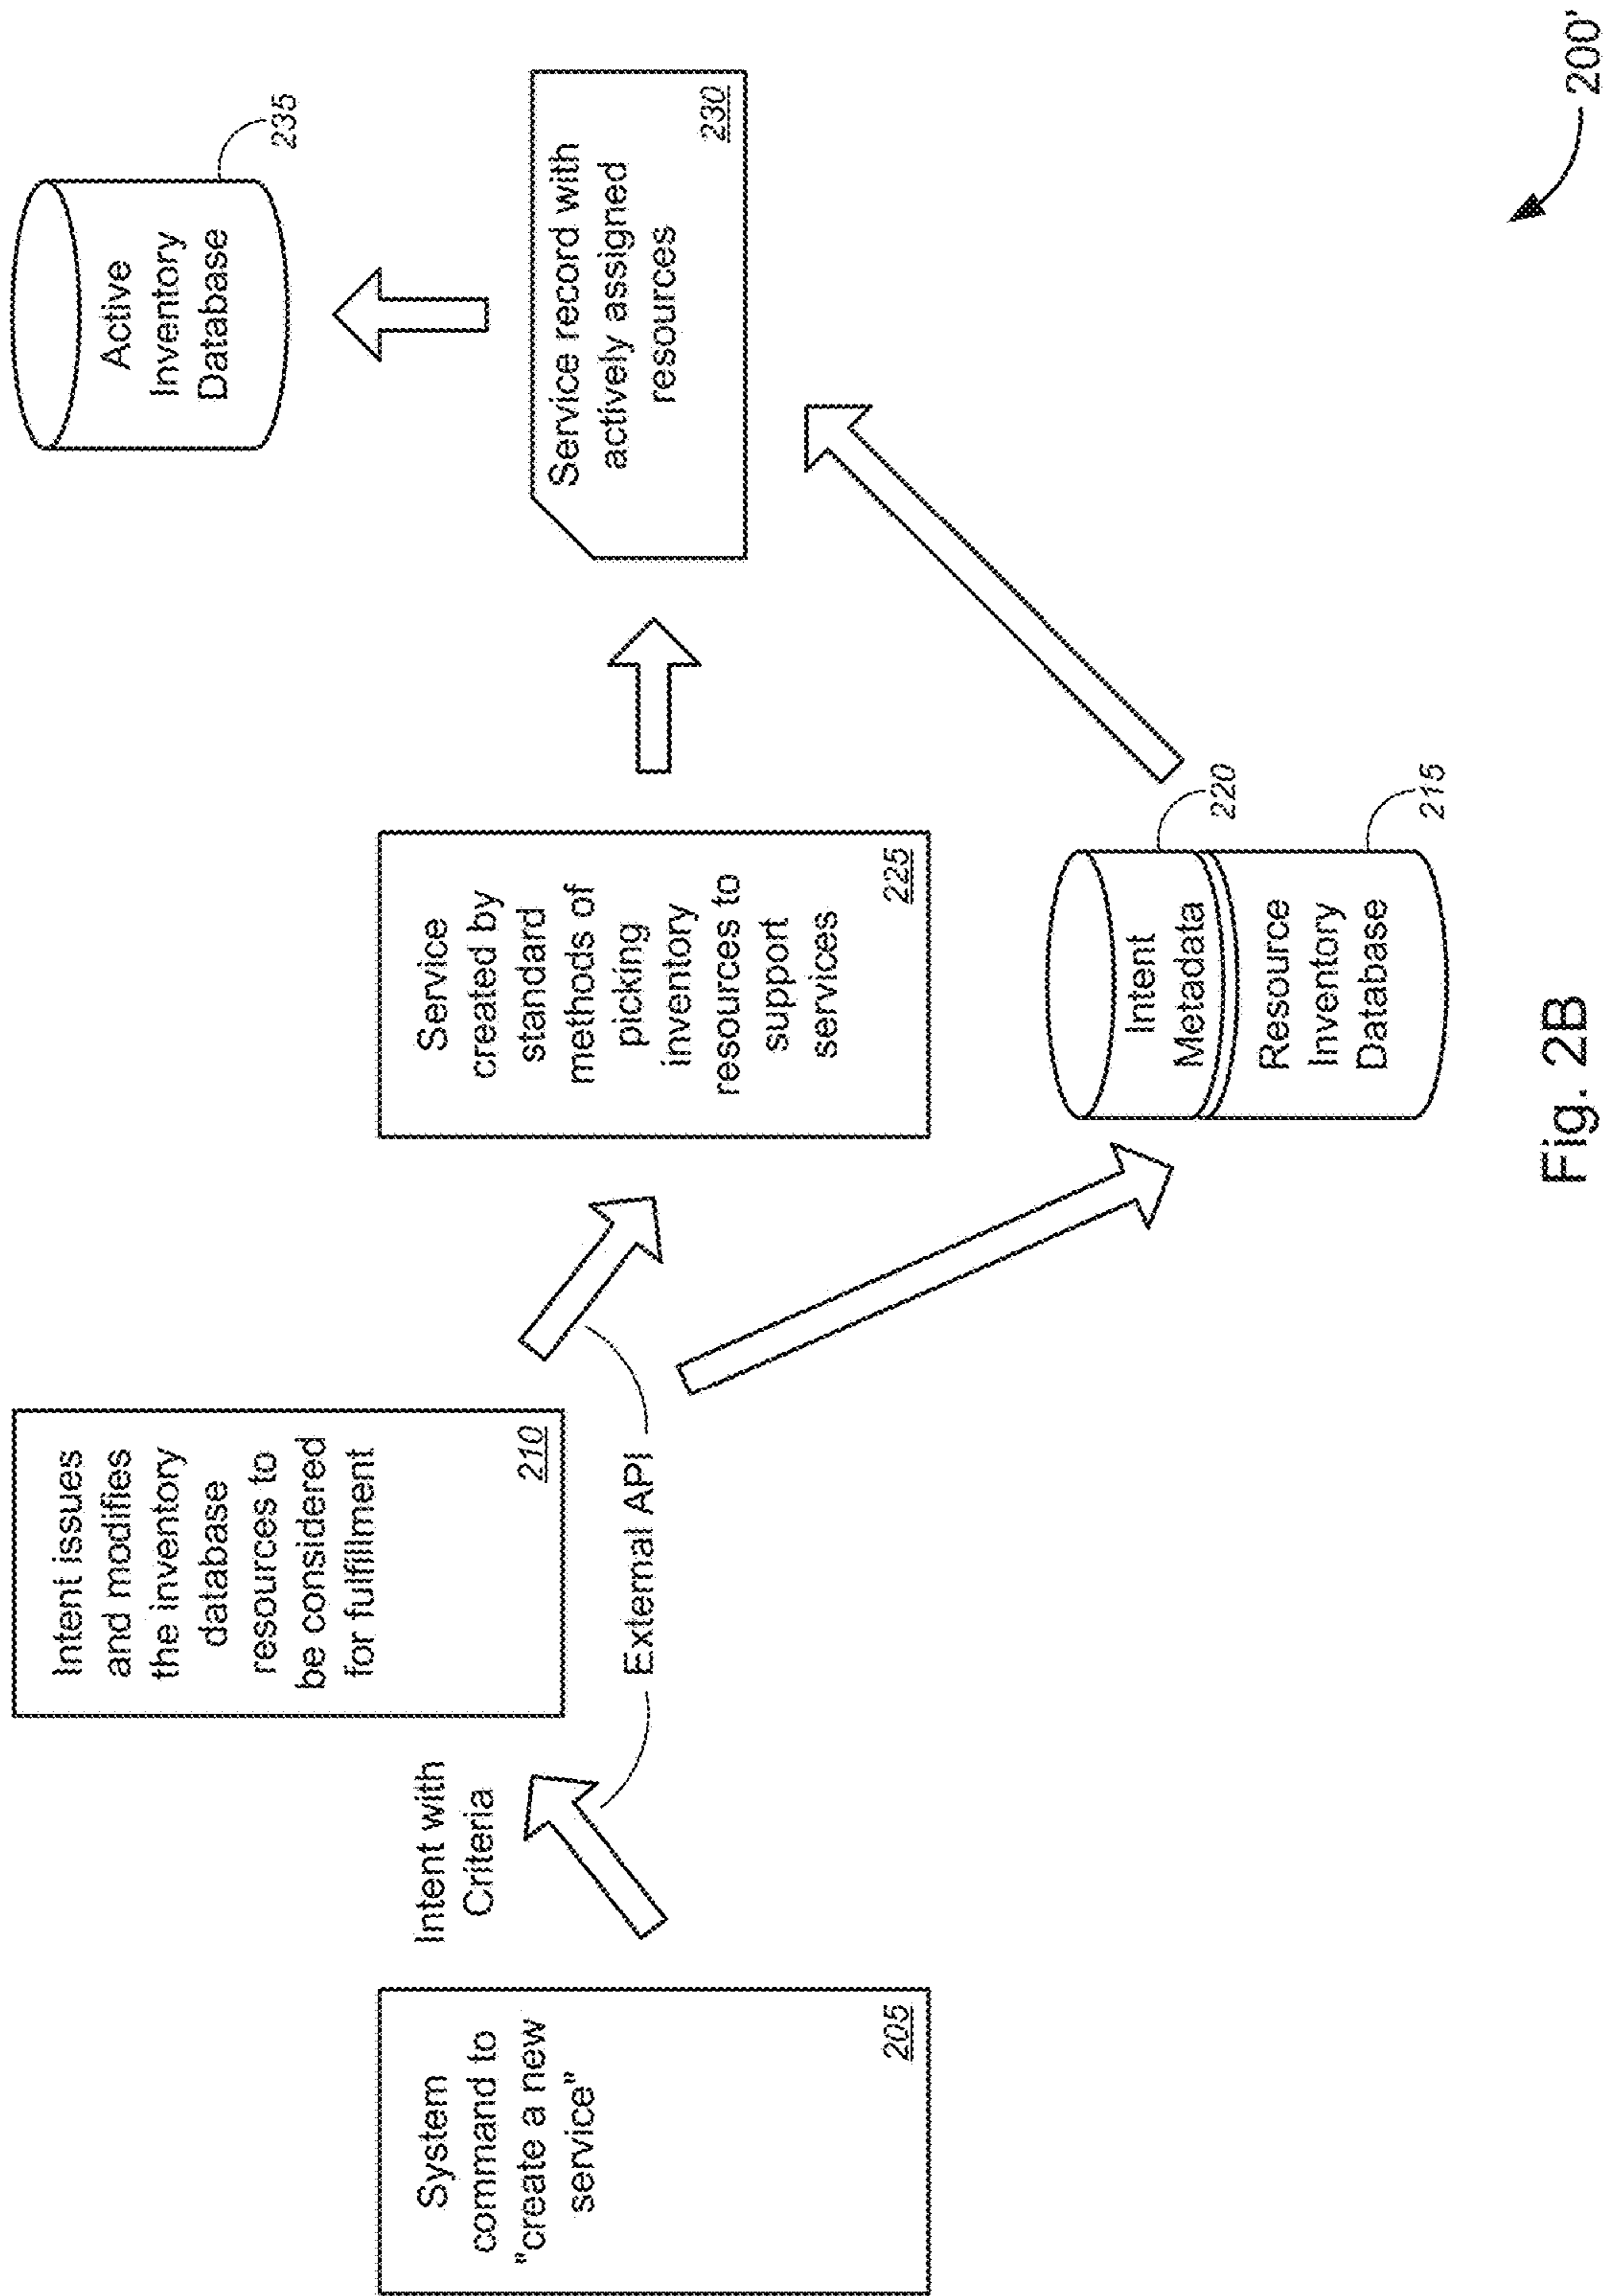 System
command to
"create a new
service"
205
Intent with
Criteria
Intent issues
and modifies
the inventory
database
resources to
be considered
for fulfillment
210
External API
Service
created by
standard
methods of
picking
inventory
resources to
support
services
225
Intent
Metadata
220
Resource
Inventory
Database
215
Service record with
actively assigned
resources
230
Active
Inventory
Database
235
200'
Fig. 2B